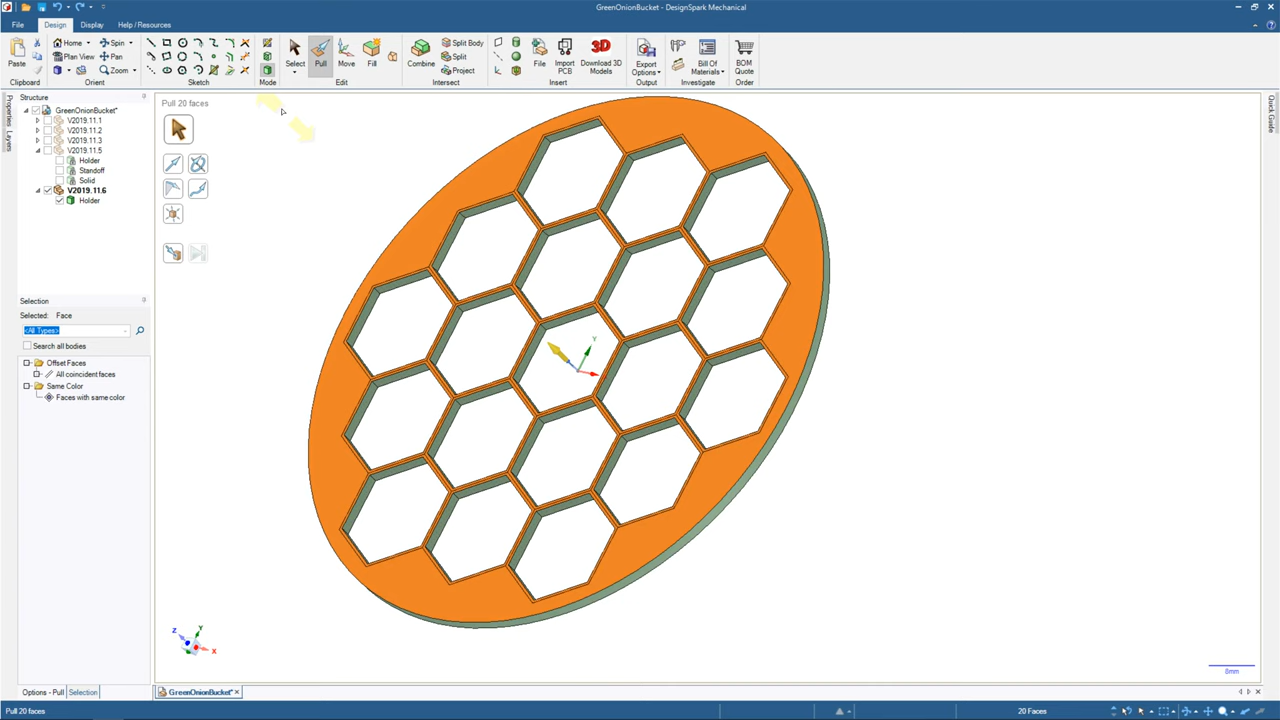 GreenOnionBucket - DesignSpark Mechanical
File Design Display Help / Resources
Paste
Home Spin
Plan View Pan
Zoom
Select
Pull
Move
Fill
Combine
Split Body
Split
Project
File
Import PCB
3D
Download 3D Models
Export Options
Bill Of Materials
BOM Quote
Clipboard Orient Sketch Mode Edit Intersect Insert Output Investigate Order
Properties
Layers
Structure
GreenOnionBucket*
V2019.11.1
V2019.11.2
V2019.11.3
V2019.11.5
Holder
Standoff
Solid
V2019.11.6
Holder
Selection
Selected: Face
<All Types>
Search all bodies
Offset Faces
All coincident faces
Same Color
Faces with same color
Options - Pull Selection
Pull 20 faces
Y
Z
Y
X
8mm
Quick Guide
GreenOnionBucket*
Pull 20 faces
20 Faces